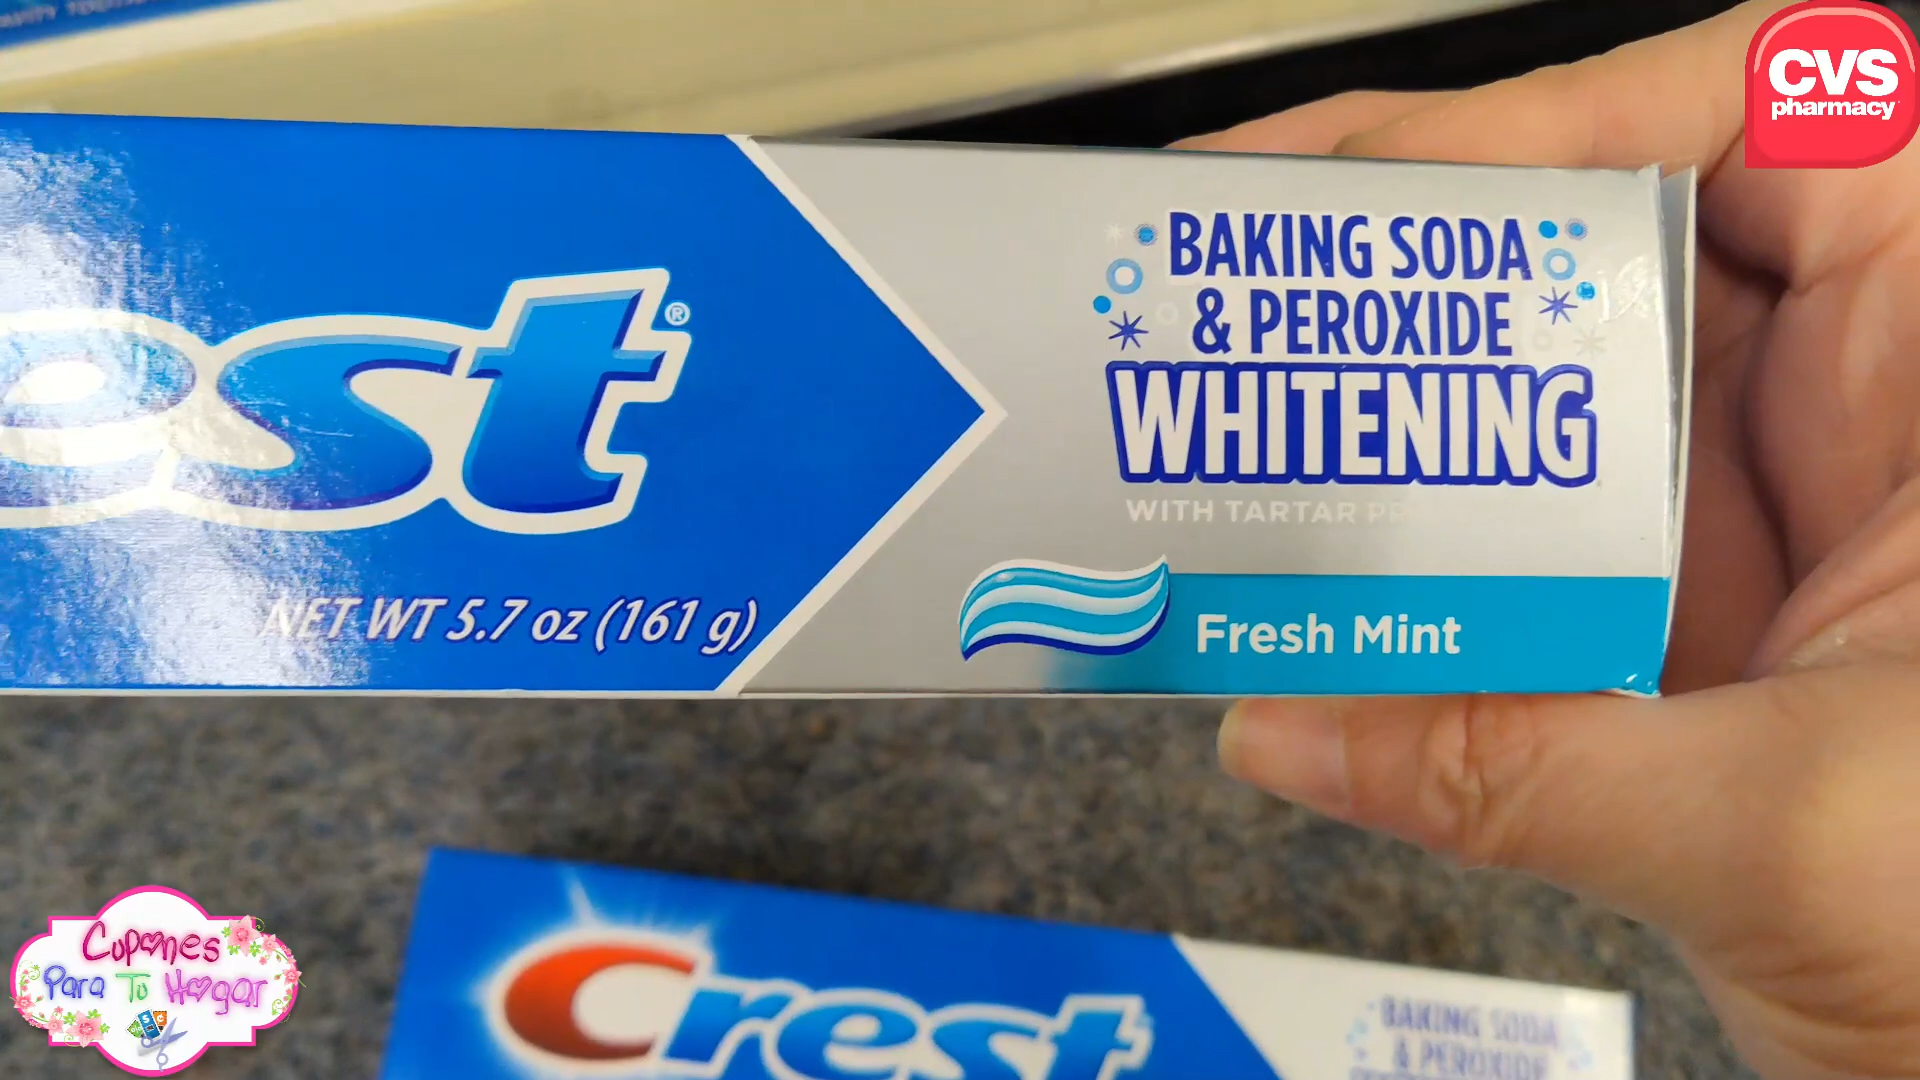 CVS
pharmacy
est®
NET WT 5.7 oz (161 g)
BAKING SODA
& PEROXIDE
WHITENING
WITH TARTAR
Fresh Mint
Crest
BAKING SODA
& PEROXIDE
Cupones
Para Tu Hogar